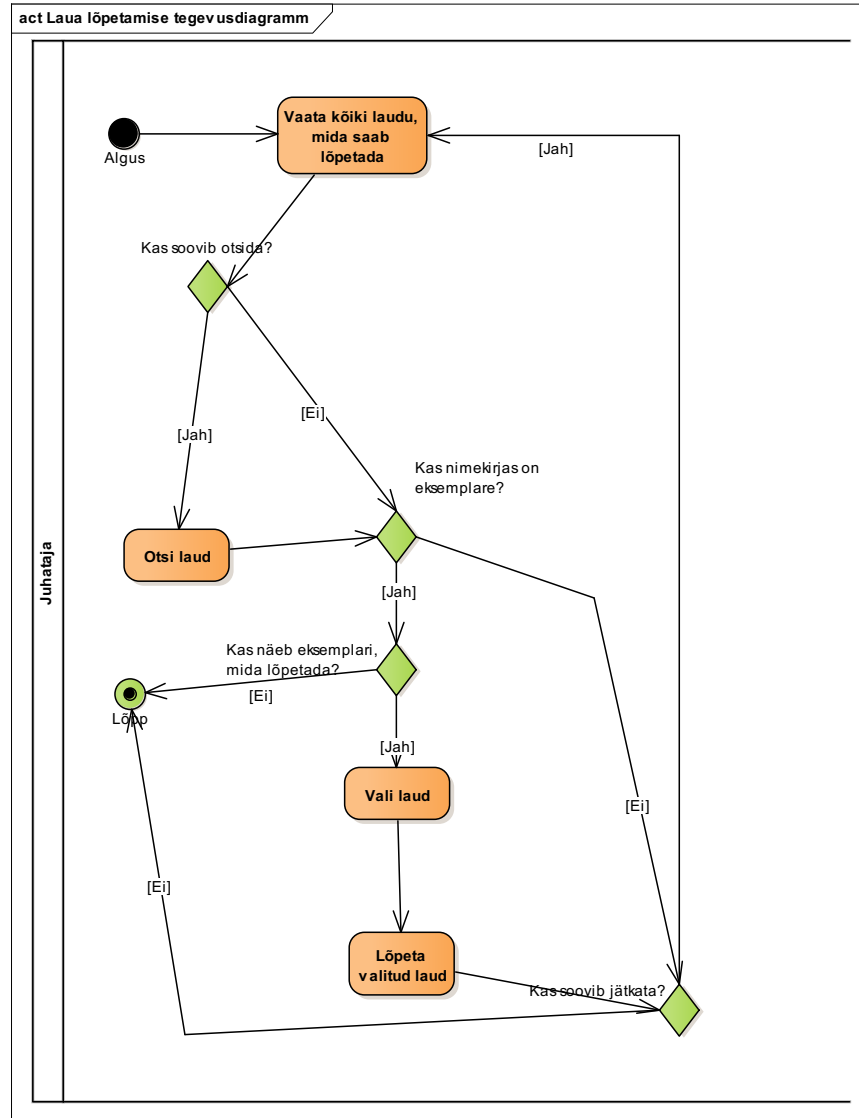 act Laua lõpetamise tegevusdiagramm
Juhataja
Algus
Vaata kõiki laudu,
mida saab
lõpetada
[Jah]
Kas soovib otsida?
[Jah]
[Ei]
Kas nimekirjas on
eksemplare?
Otsi laud
[Jah]
Kas näeb eksemplari,
mida lõpetada?
[Ei]
Lõpp
[Jah]
Vali laud
[Ei]
[Ei]
Lõpeta
valitud laud
Kas soovib jätkata?